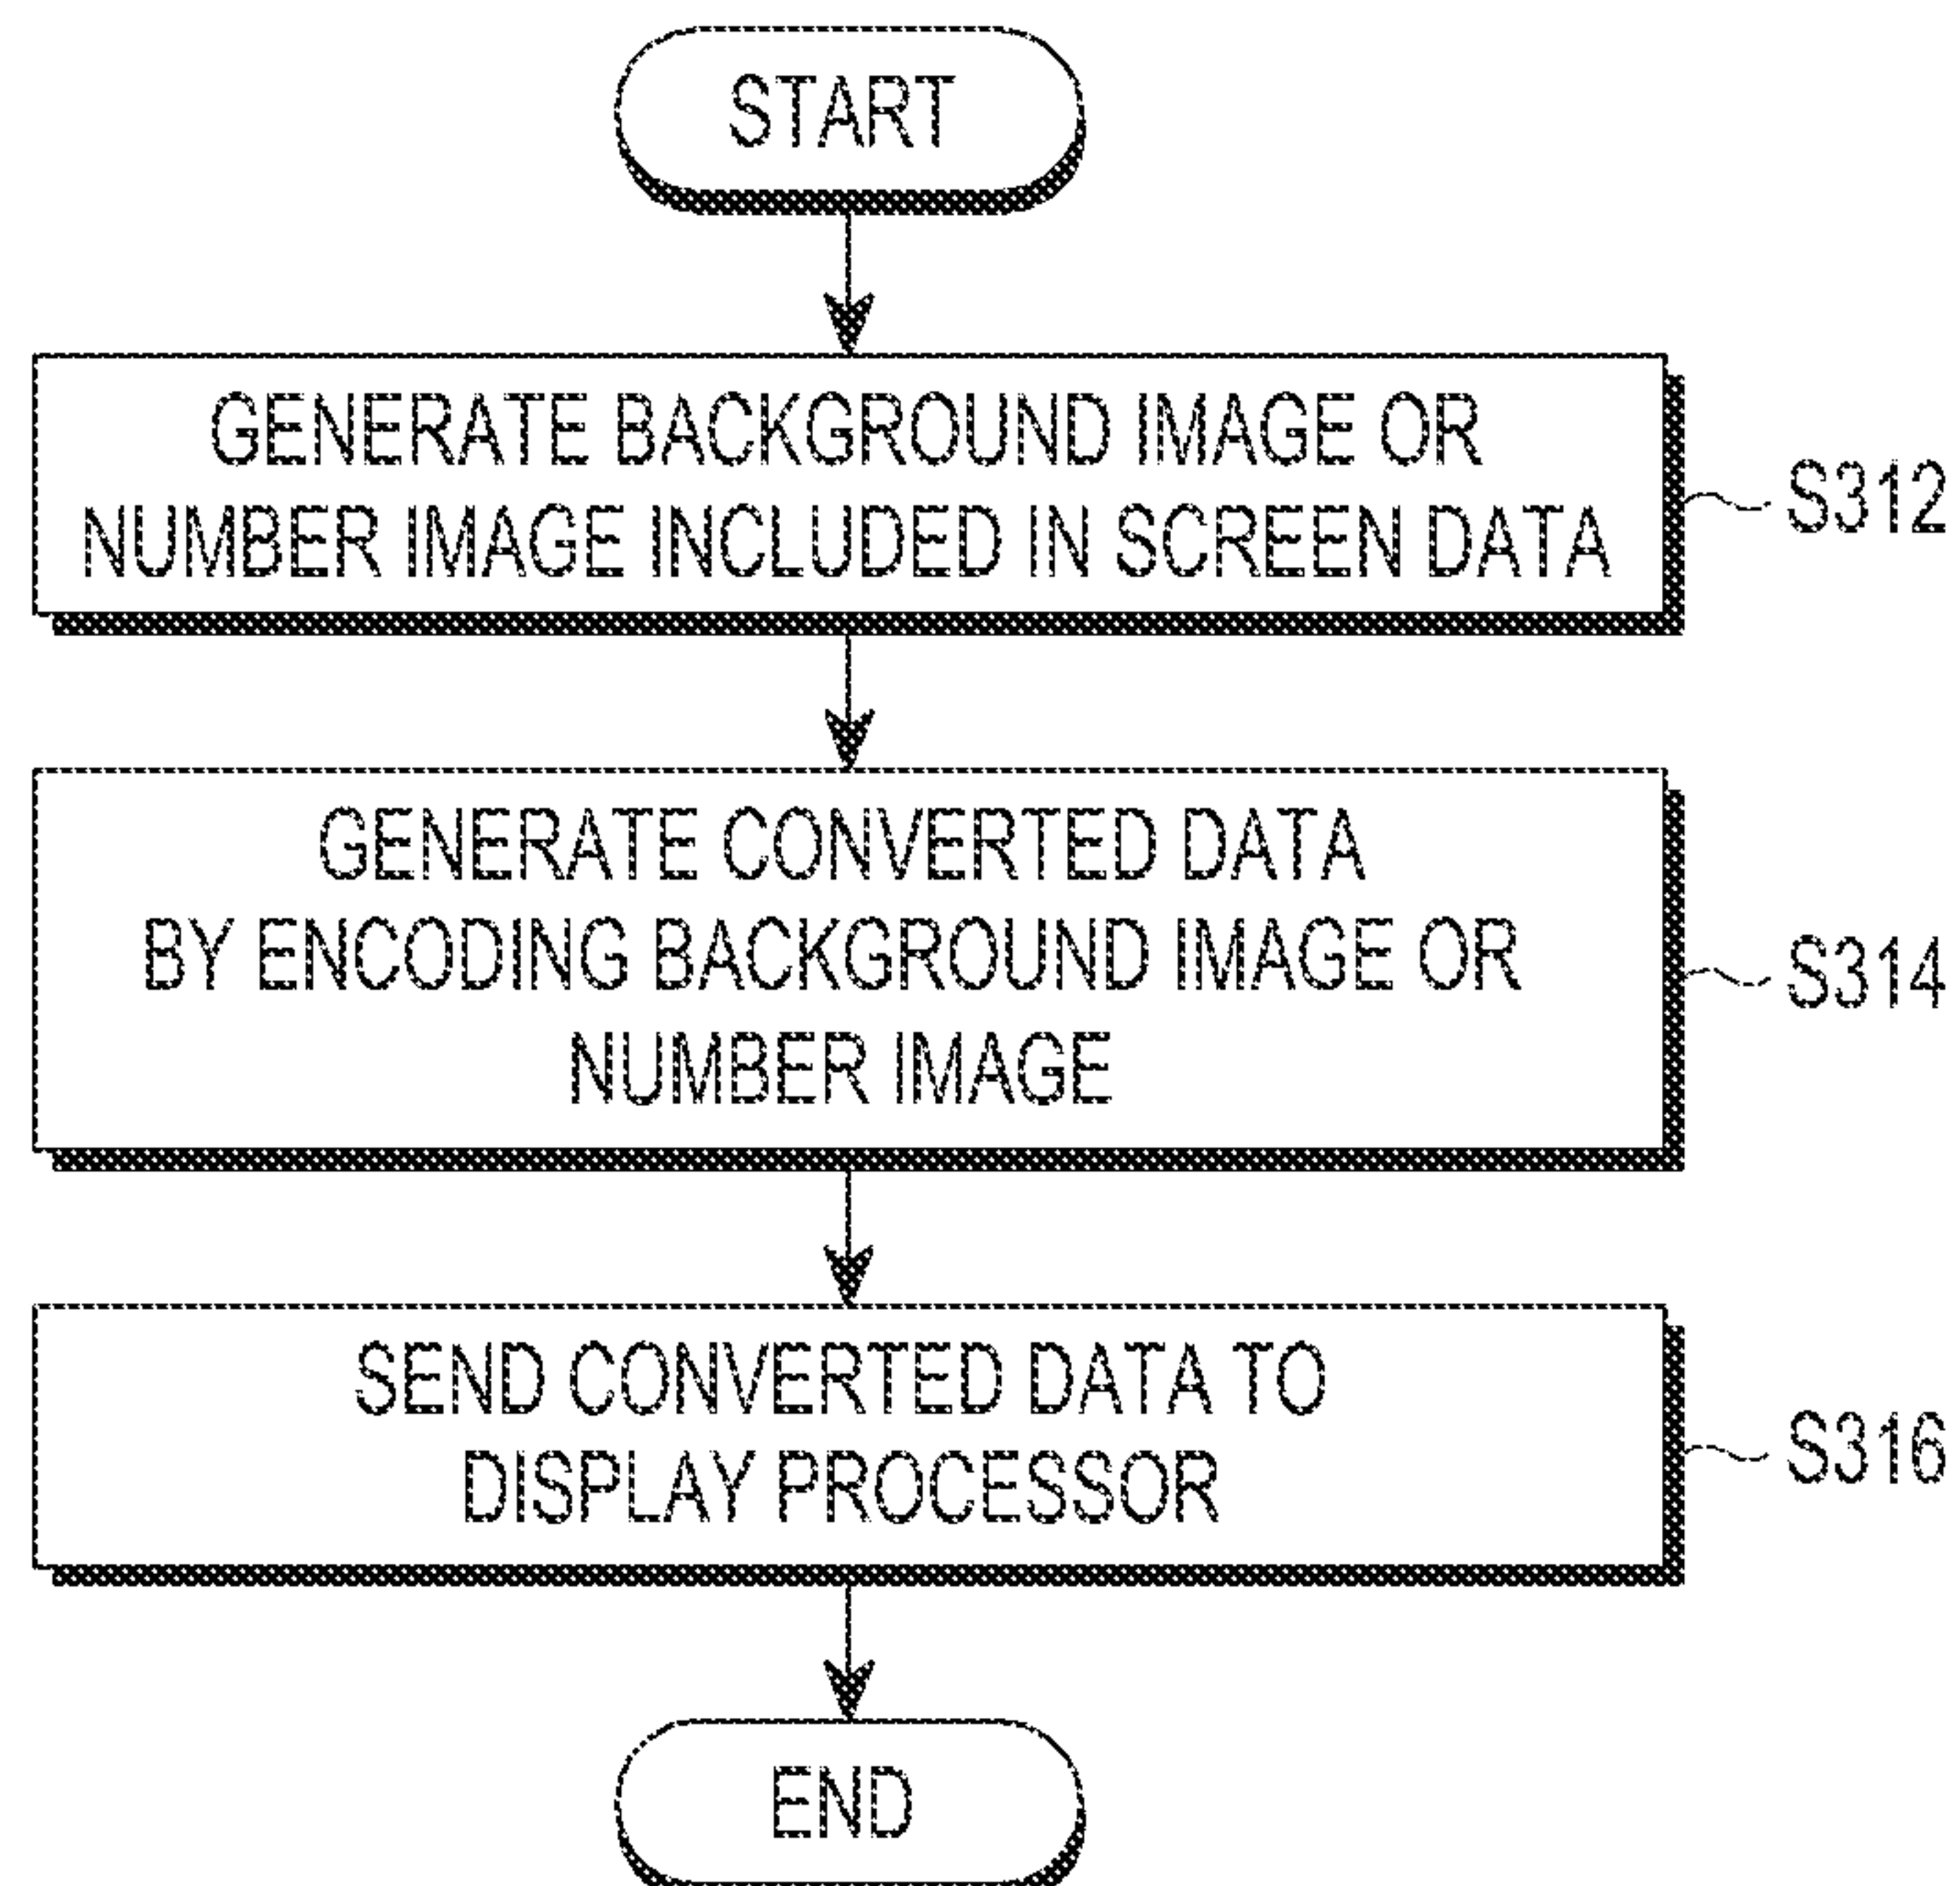 START
GENERATE BACKGROUND IMAGE OR
NUMBER IMAGE INCLUDED IN SCREEN DATA
S312
GENERATE CONVERTED DATA
BY ENCODING BACKGROUND IMAGE OR
NUMBER IMAGE
S314
SEND CONVERTED DATA TO
DISPLAY PROCESSOR
S316
END